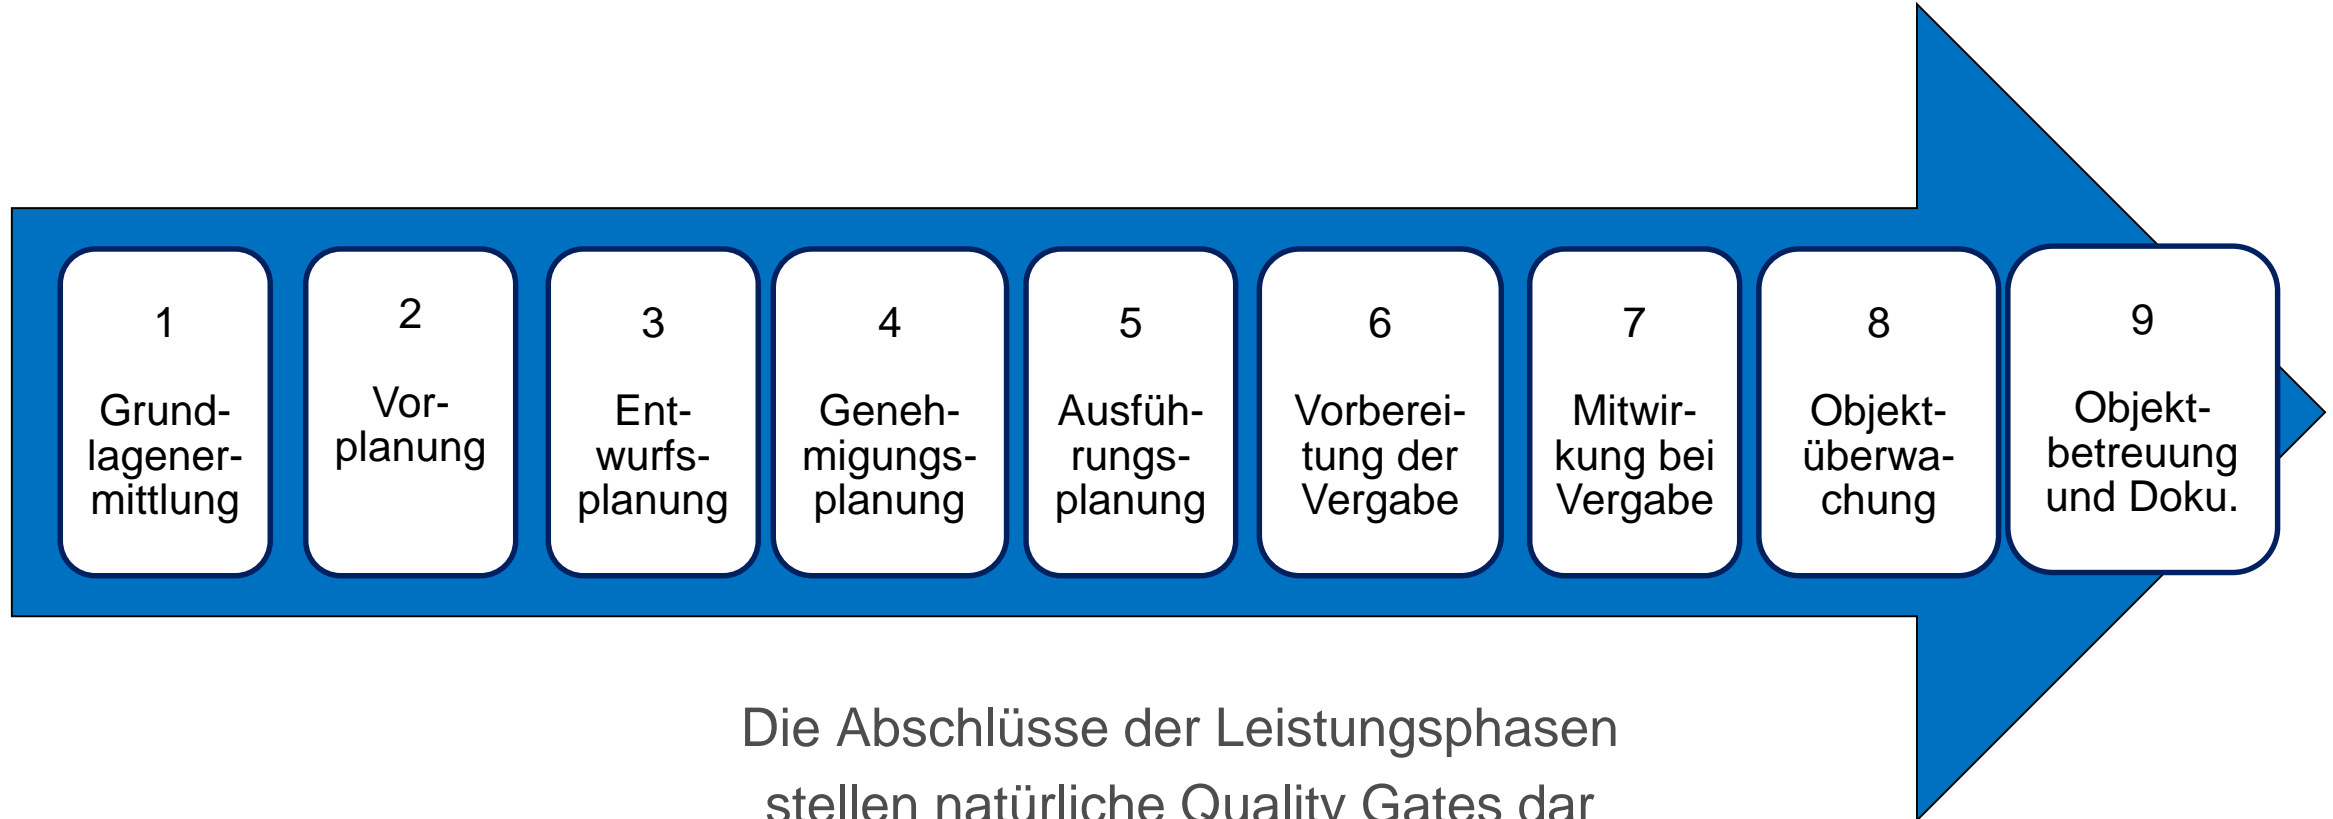 1
Grund-
lagener-
mittlung
2
Vor-
planung
3
Ent-
wurfs-
planung
4
Geneh-
migungs-
planung
5
Ausfüh-
rungs-
planung
6
Vorberei-
tung der
Vergabe
7
Mitwir-
kung bei
Vergabe
8
Objekt-
überwa-
chung
9
Objekt-
betreuung
und Doku.
Die Abschlüsse der Leistungsphasen
stellen natürliche Quality Gates dar